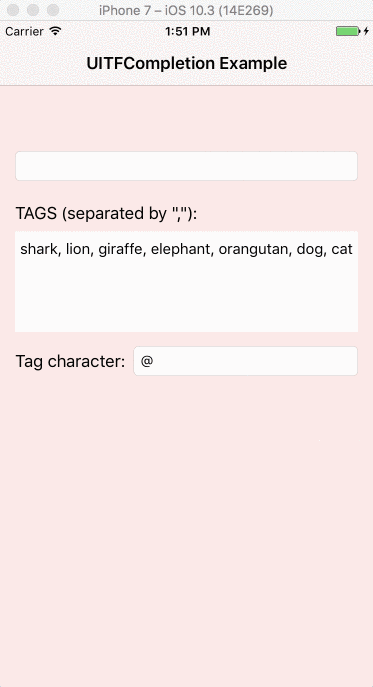 iPhone 7 – iOS 10.3 (14E269)
Carrier 1:51 PM
UITFCompletion Example
TAGS (separated by ","):
shark, lion, giraffe, elephant, orangutan, dog, cat
Tag character: @